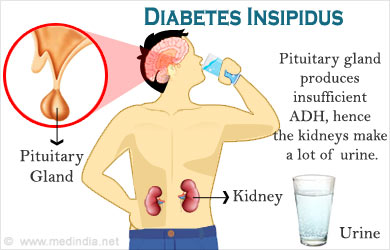 DIABETES INSIPIDUS
Pituitary gland
produces
insufficient
ADH, hence
the kidneys make
a lot of urine.
Pituitary
Gland
Kidney
Urine
www.medindia.net